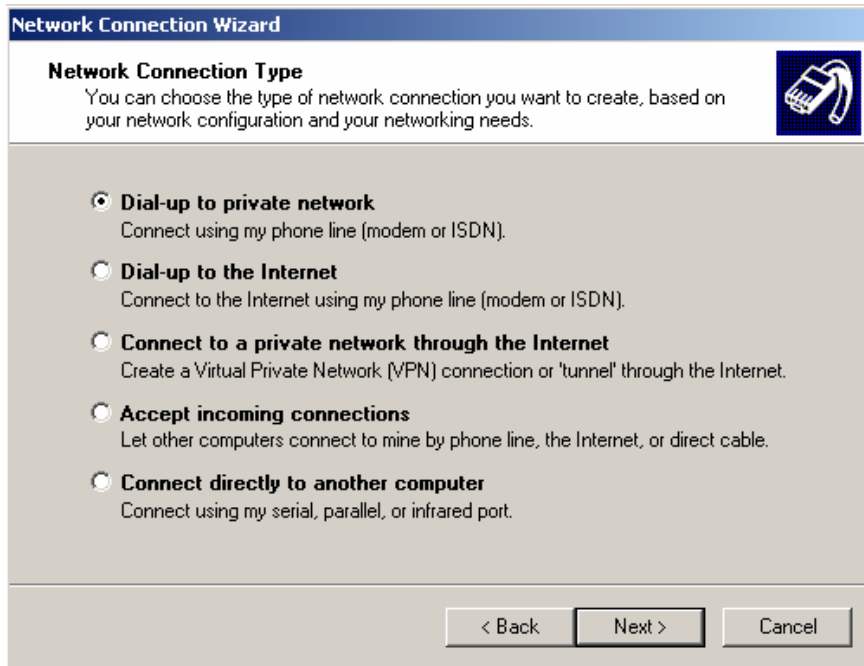 Network Connection Wizard
Network Connection Type
You can choose the type of network connection you want to create, based on
your network configuration and your networking needs.
Dial-up to private network
Connect using my phone line (modem or ISDN).
Dial-up to the Internet
Connect to the Internet using my phone line (modem or ISDN).
Connect to a private network through the Internet
Create a Virtual Private Network (VPN) connection or 'tunnel' through the Internet.
Accept incoming connections
Let other computers connect to mine by phone line, the Internet, or direct cable.
Connect directly to another computer
Connect using my serial, parallel, or infrared port.
< Back Next > Cancel